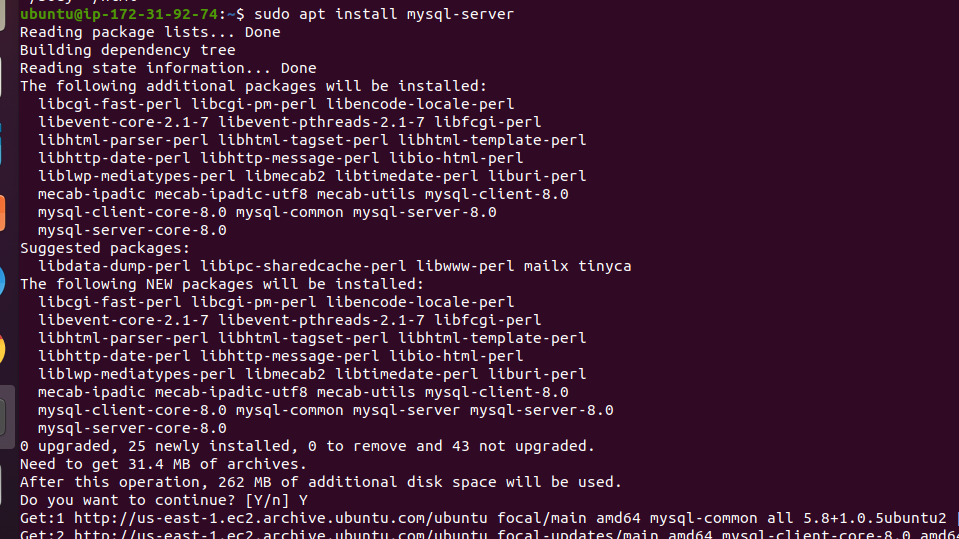 ubuntu@ip-172-31-92-74:~$ sudo apt install mysql-server
Reading package lists... Done
Building dependency tree
Reading state information... Done
The following additional packages will be installed:
  libcgi-fast-perl libcgi-pm-perl libencode-locale-perl
  libevent-core-2.1-7 libevent-pthreads-2.1-7 libfcgi-perl
  libhtml-parser-perl libhtml-tagset-perl libhtml-template-perl
  libhttp-date-perl libhttp-message-perl libio-html-perl
  liblwp-mediatypes-perl libmecab2 libtimedate-perl liburi-perl
  mecab-ipadic mecab-ipadic-utf8 mecab-utils mysql-client-8.0
  mysql-client-core-8.0 mysql-common mysql-server-8.0
  mysql-server-core-8.0
Suggested packages:
  libdata-dump-perl libipc-sharedcache-perl libwww-perl mailx tinyca
The following NEW packages will be installed:
  libcgi-fast-perl libcgi-pm-perl libencode-locale-perl
  libevent-core-2.1-7 libevent-pthreads-2.1-7 libfcgi-perl
  libhtml-parser-perl libhtml-tagset-perl libhtml-template-perl
  libhttp-date-perl libhttp-message-perl libio-html-perl
  liblwp-mediatypes-perl libmecab2 libtimedate-perl liburi-perl
  mecab-ipadic mecab-ipadic-utf8 mecab-utils mysql-client-8.0
  mysql-client-core-8.0 mysql-common mysql-server mysql-server-8.0
  mysql-server-core-8.0
0 upgraded, 25 newly installed, 0 to remove and 43 not upgraded.
Need to get 31.4 MB of archives.
After this operation, 262 MB of additional disk space will be used.
Do you want to continue? [Y/n] Y
Get:1 http://us-east-1.ec2.archive.ubuntu.com/ubuntu focal/main amd64 mysql-common all 5.8+1.0.5ubuntu2 [
Get:2 http://us-east-1.ec2.archive.ubuntu.com/ubuntu focal-updates/main amd64 mysql-client-core-8.0 amd6